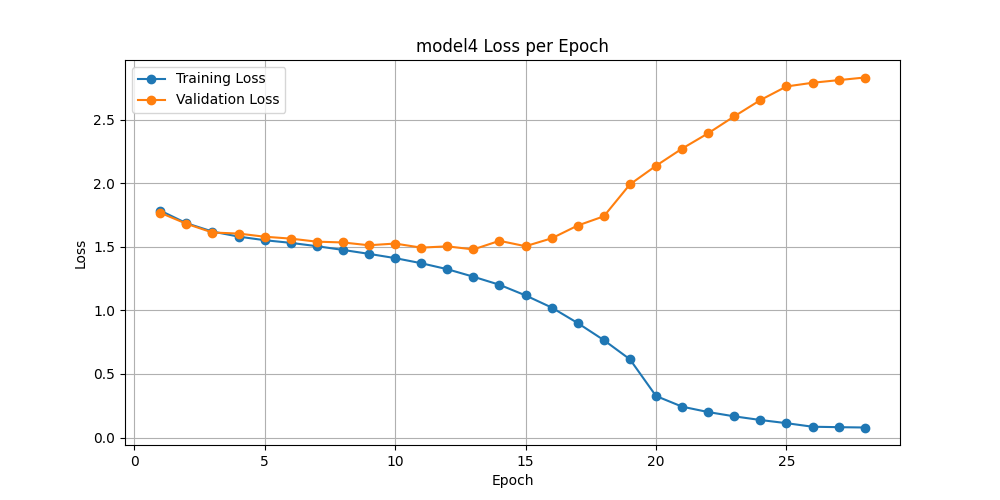 model4 Loss per Epoch
Training Loss
Validation Loss
2.5
2.0
1.5
1.0
0.5
0.0
Loss
0 5 10 15 20 25
Epoch